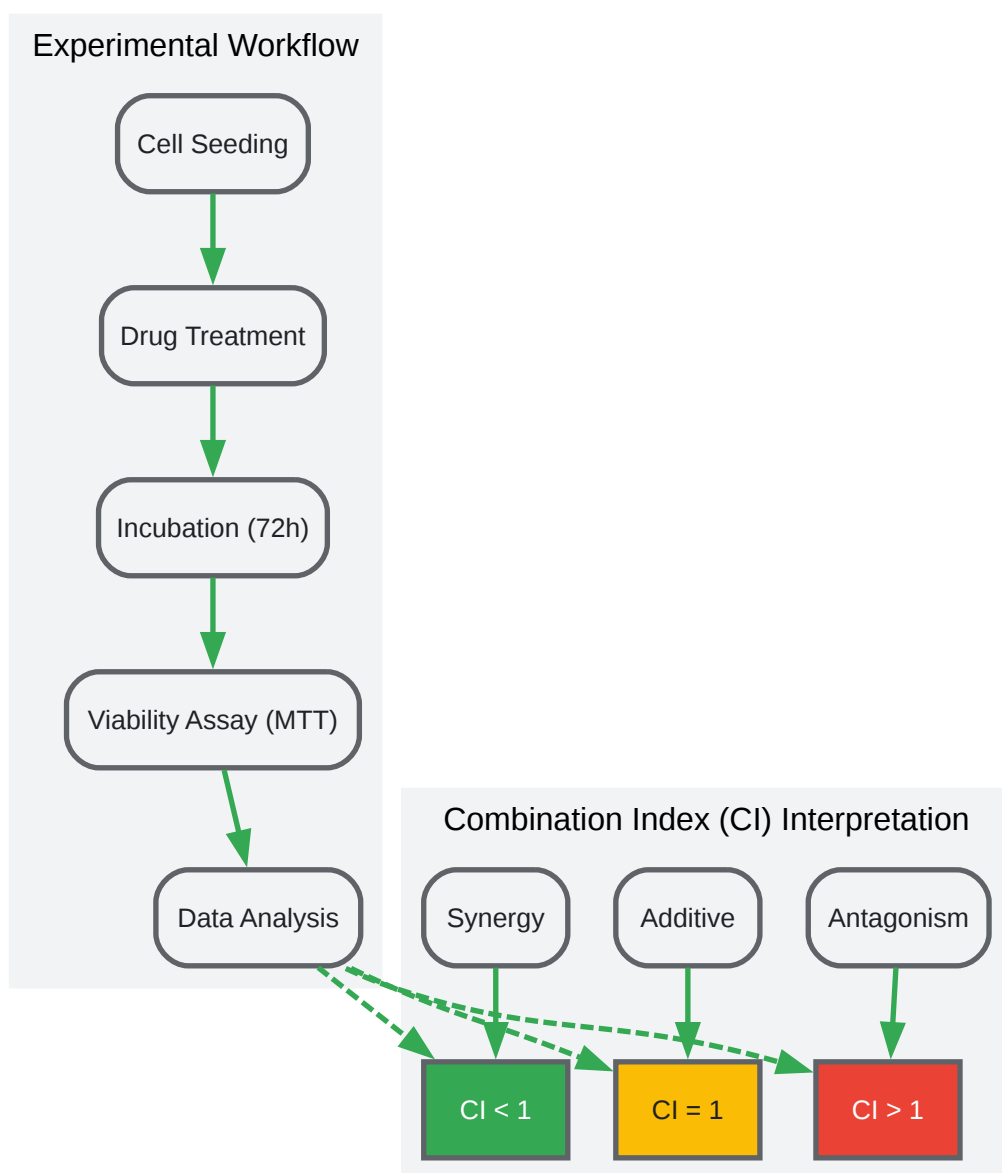 Experimental Workflow
Cell Seeding
Drug Treatment
Incubation (72h)
Viability Assay (MTT)
Data Analysis
Combination Index (CI) Interpretation
Synergy
Additive
Antagonism
CI < 1
CI = 1
CI > 1